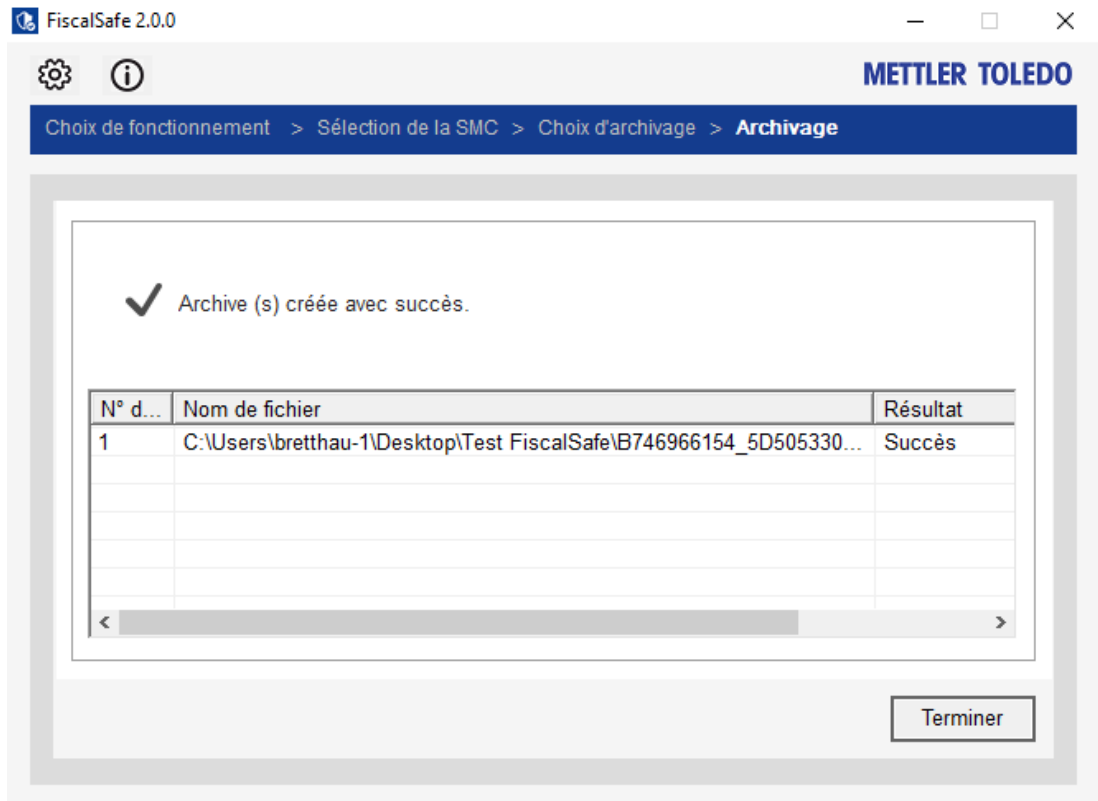 FiscalSafe 2.0.0
METTLER TOLEDO
Choix de fonctionnement > Sélection de la SMC > Choix d'archivage > Archivage
Archive (s) créée avec succès.
N° d... Nom de fichier Résultat
1 C:\Users\bretthau-1\Desktop\Test FiscalSafe\B746966154_5D505330... Succès
Terminer